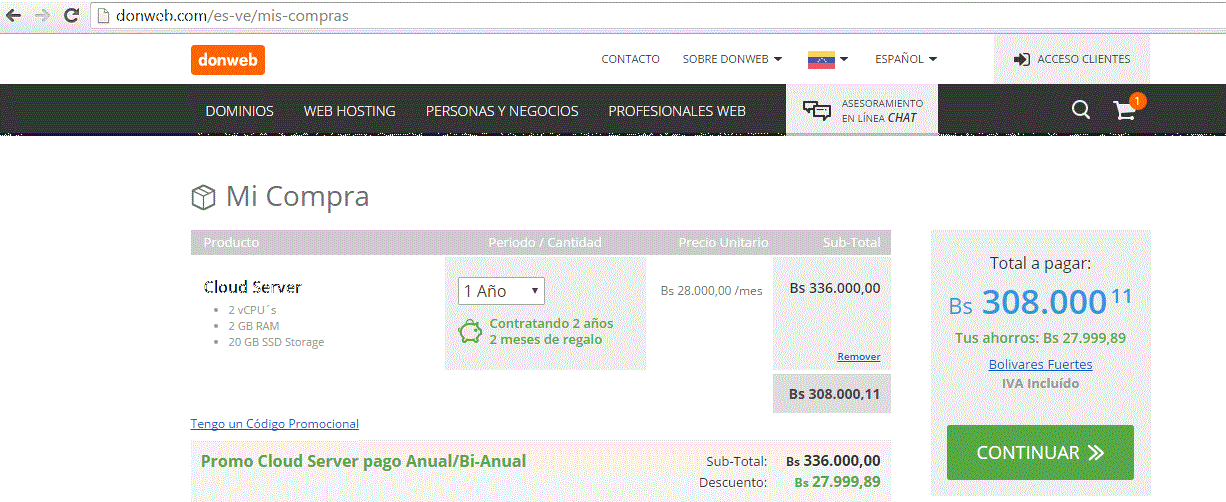 donweb.com/es-ve/mis-compras
donweb
CONTACTO
SOBRE DONWEB
ESPAÑOL
ACCESO CLIENTES
DOMINIOS
WEB HOSTING
PERSONAS Y NEGOCIOS
PROFESIONALES WEB
ASESORAMIENTO
EN LÍNEA CHAT
1
Mi Compra
Producto Periodo / Cantidad Precio Unitario Sub-Total
Cloud Server
2 vCPU´s
2 GB RAM
20 GB SSD Storage
1 Año
Contratando 2 años
2 meses de regalo
Bs 28.000,00 /mes
Bs 336.000,00
Remover
Bs 308.000,11
Tengo un Código Promocional
Promo Cloud Server pago Anual/Bi-Anual
Sub-Total: Bs 336.000,00
Descuento: Bs 27.999,89
Total a pagar:
Bs 308.000 11
Tus ahorros: Bs 27.999,89
Bolivares Fuertes
IVA Incluído
CONTINUAR